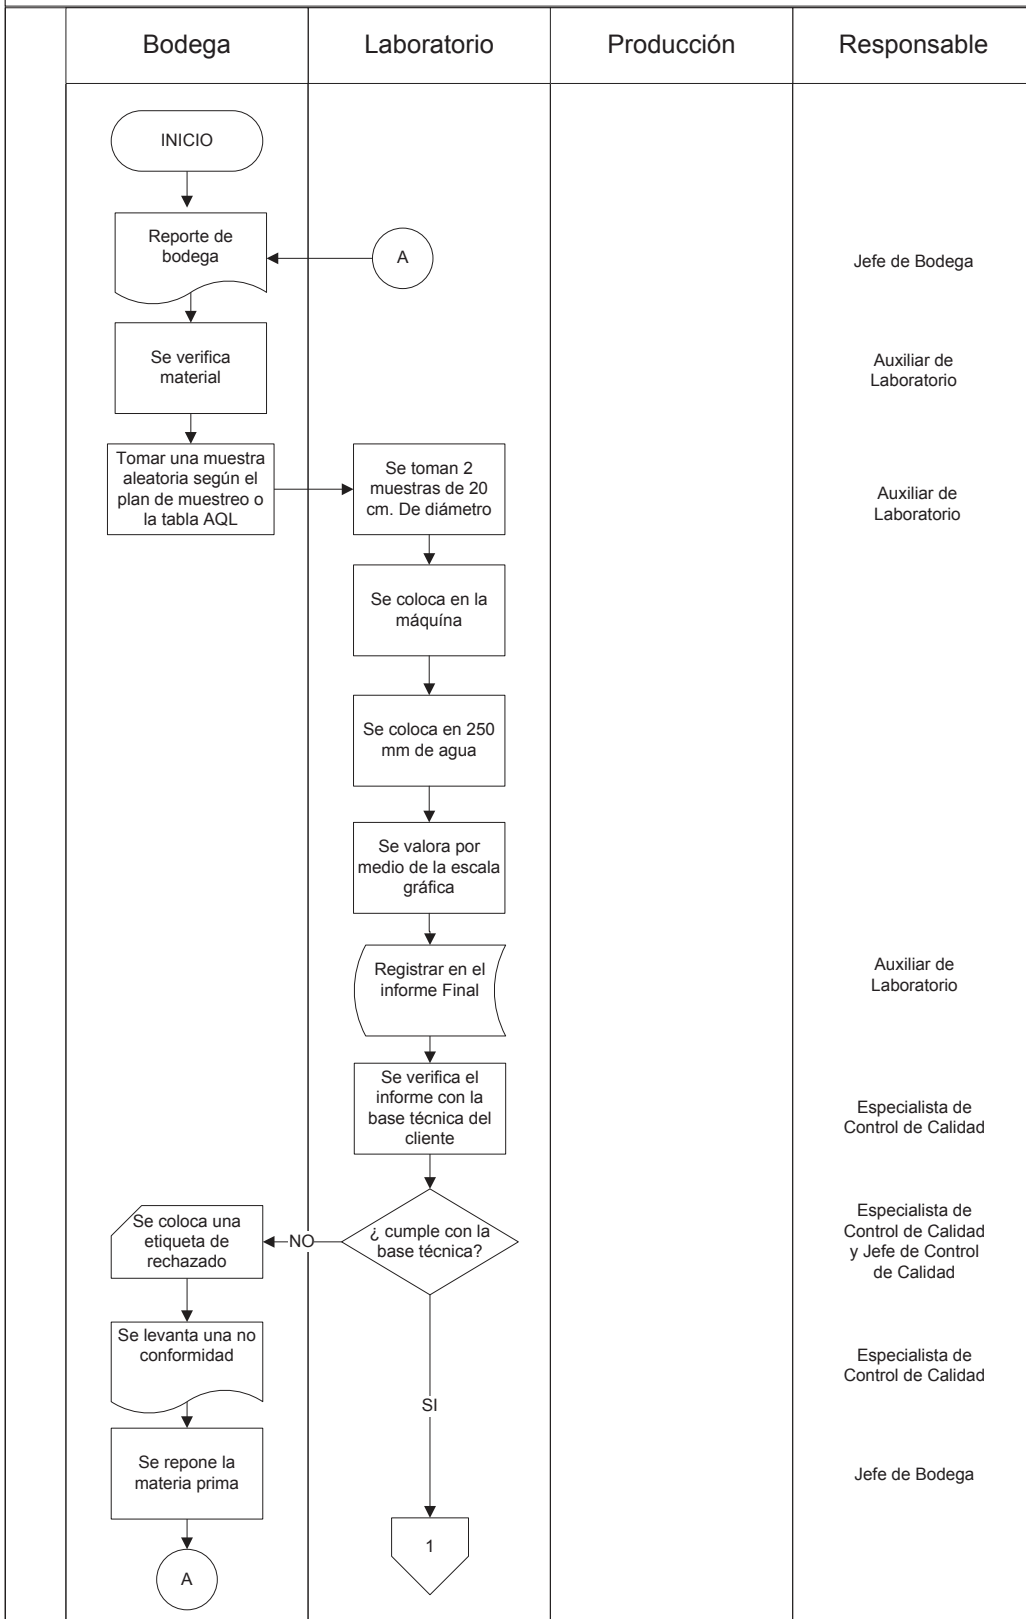 Bodega
Laboratorio
Producción
Responsable
INICIO
Reporte de
bodega
A
Jefe de Bodega
Se verifica
material
Auxiliar de
Laboratorio
Tomar una muestra
aleatoria según el
plan de muestreo o
la tabla AQL
Se toman 2
muestras de 20
cm. De diámetro
Auxiliar de
Laboratorio
Se coloca en la
máquína
Se coloca en 250
mm de agua
Se valora por
medio de la escala
gráfica
Registrar en el
informe Final
Auxiliar de
Laboratorio
Se verifica el
informe con la
base técnica del
cliente
Especialista de
Control de Calidad
Se coloca una
etiqueta de
rechazado
NO
¿ cumple con la
base técnica?
Especialista de
Control de Calidad
y Jefe de Control
de Calidad
Se levanta una no
conformidad
SI
Especialista de
Control de Calidad
Se repone la
materia prima
Jefe de Bodega
A
1